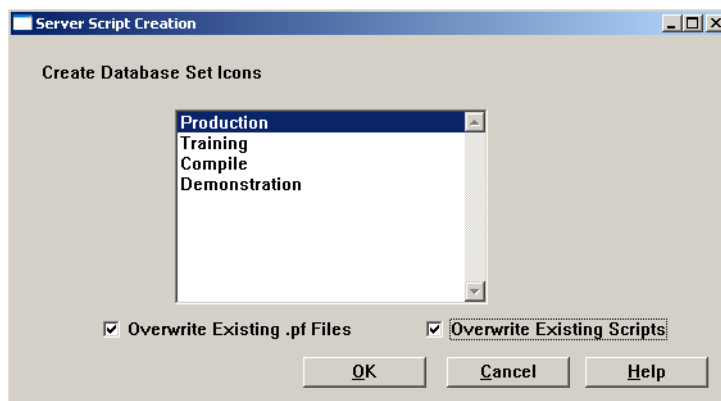 Server Script Creation
Create Database Set Icons
Production
Training
Compile
Demonstration
Overwrite Existing .pf Files
Overwrite Existing Scripts
OK
Cancel
Help